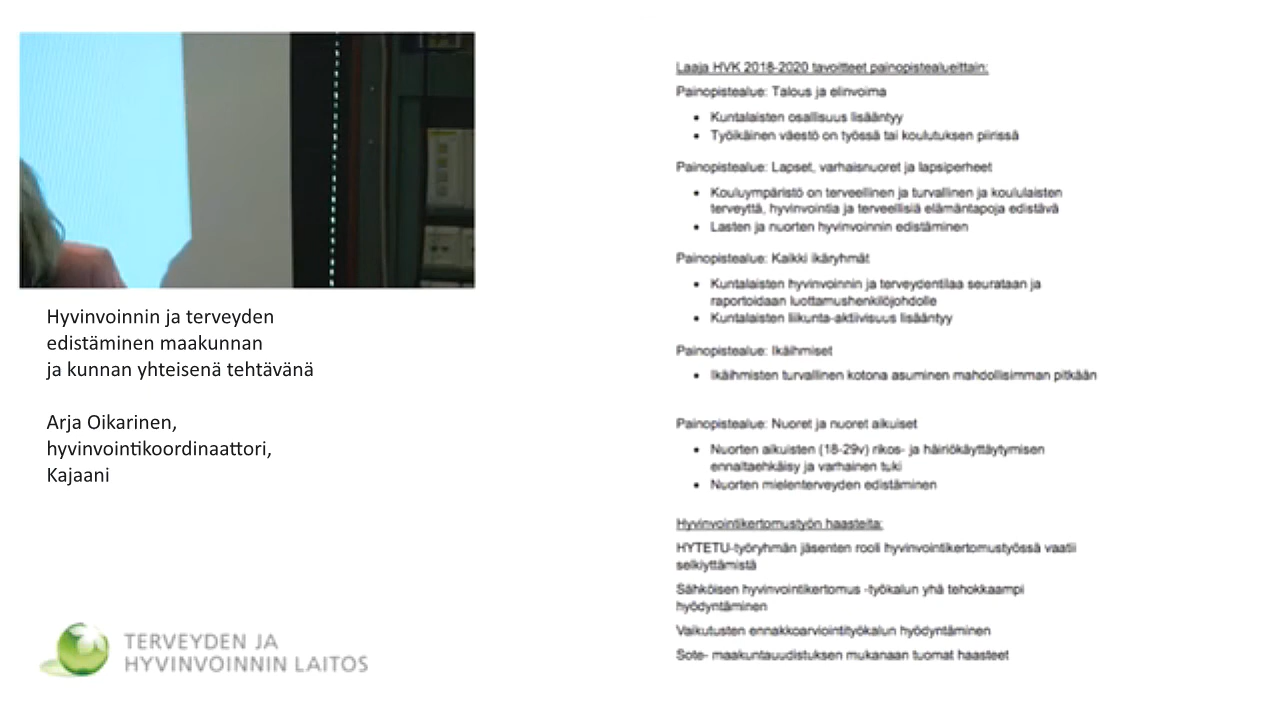 Hyvinvoinnin ja terveyden
edistäminen maakunnan
ja kunnan yhteisenä tehtävänä
Arja Oikarinen,
hyvinvointikoordinaattori,
Kajaani
TERVEYDEN JA
HYVINVOINNIN LAITOS
Laaja HVK 2018-2020 tavoitteet painopistealueittain:
Painopistealue: Talous ja elinvoima
• Kuntalaisten osallisuus lisääntyy
• Työikäinen väestö on työssä tai koulutuksen piirissä
Painopistealue: Lapset, varhaisnuoret ja lapsiperheet
• Kouluympäristö on terveellinen ja turvallinen ja koululaisten
terveyttä, hyvinvointia ja terveellisiä elämäntapoja edistävä
• Lasten ja nuorten hyvinvoinnin edistäminen
Painopistealue: Kaikki ikäryhmät
• Kuntalaisten hyvinvoinnin ja terveydentilaa seurataan ja
raportoidaan luottamushenkilöjohdolle
• Kuntalaisten liikunta-aktiivisuus lisääntyy
Painopistealue: Ikäihmiset
• Ikäihmisten turvallinen kotona asuminen mahdollisimman pitkään
Painopistealue: Nuoret ja nuoret aikuiset
• Nuorten aikuisten (18-29v) rikos- ja häiriökäyttäytymisen
ennaltaehkäisy ja varhainen tuki
• Nuorten mielenterveyden edistäminen
Hyvinvointikertomustyön haasteita:
HYTETU-työryhmän jäsenten rooli hyvinvointikertomustyössä vaatii
selkiyttämistä
Sähköisen hyvinvointikertomus -työkalun yhä tehokkaampi
hyödyntäminen
Vaikutusten ennakkoarviointityökalun hyödyntäminen
Sote- maakuntauudistuksen mukanaan tuomat haasteet